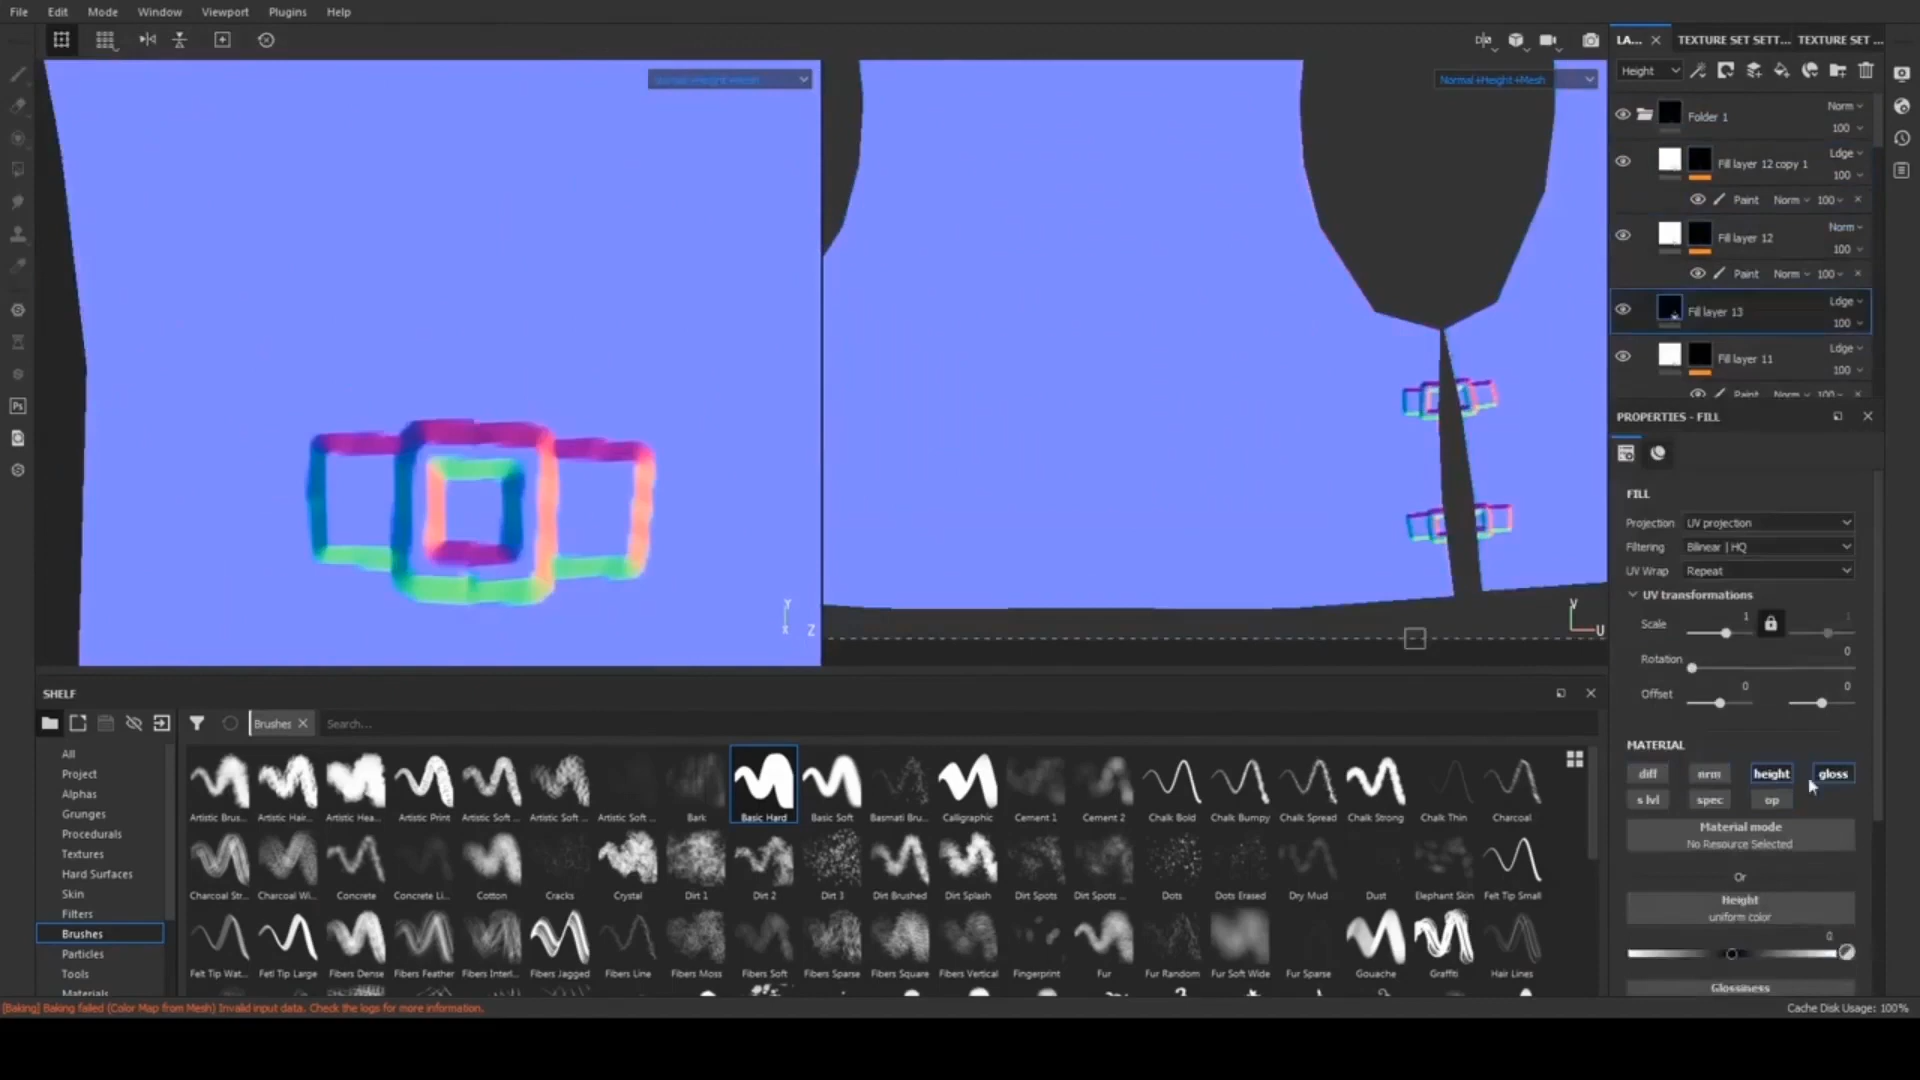 File Edit Mode Window Viewport Plugins Help
Normal+Height+Mesh
LA... TEXTURE SET SETT... TEXTURE SET ...
Height
Folder 1 Norm 100
Fill layer 12 copy 1 Ldge 100
Paint Norm 100
Fill layer 12 Norm 100
Paint Norm 100
Fill layer 13 Ldge 100
Fill layer 11 Ldge 100
Paint Norm 100
PROPERTIES - FILL
FILL
Projection UV projection
Filtering Bilinear | HQ
UV Wrap Repeat
UV transformations
Scale 1 1
Rotation 0
Offset 0 0
MATERIAL
diff nrm height gloss
s lvl spec op
Material mode
No Resource Selected
Or
Height
uniform color
0
Glossiness
Y
X Z
V
U
SHELF
Brushes Search...
All
Project
Alphas
Grunges
Procedurals
Textures
Hard Surfaces
Skin
Filters
Brushes
Particles
Tools
Materials
Artistic Brus... Artistic Hair... Artistic Hea... Artistic Print Artistic Soft ... Artistic Soft ... Artistic Soft ... Bark Basic Hard Basic Soft Basmati Bru... Calligraphic Cement 1 Cement 2 Chalk Bold Chalk Bumpy Chalk Spread Chalk Strong Chalk Thin Charcoal
Charcoal Str... Charcoal Wi... Concrete Concrete Li... Cotton Cracks Crystal Dirt 1 Dirt 2 Dirt 3 Dirt Brushed Dirt Splash Dirt Spots Dirt Spots ... Dots Dots Erased Dry Mud Dust Elephant Skin Felt Tip Small
Felt Tip Wat... Fetl Tip Large Fibers Dense Fibers Feather Fibers Interl... Fibers Jagged Fibers Line Fibers Moss Fibers Soft Fibers Sparse Fibers Square Fibers Vertical Fingerprint Fur Fur Random Fur Soft Wide Fur Sparse Gouache Graffiti Hair Lines
[Baking] Baking failed (Color Map from Mesh) Invalid input data. Check the logs for more information.
Cache Disk Usage: 100%